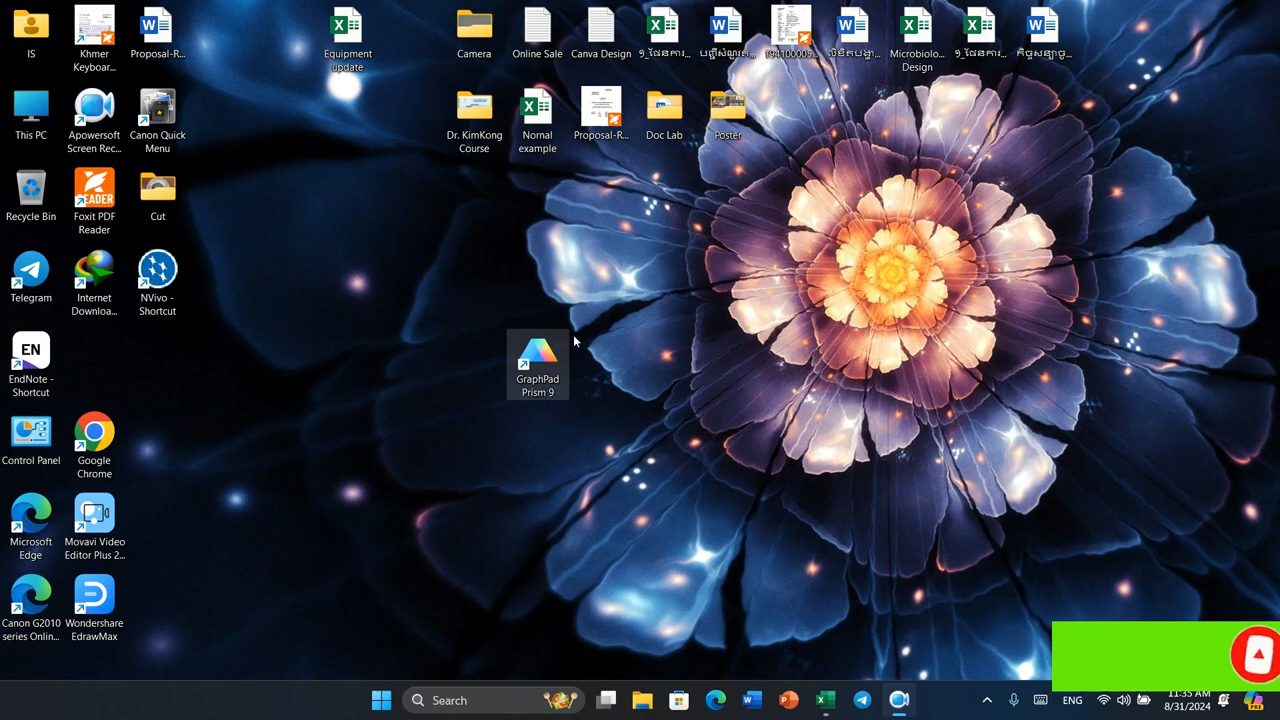 IS
Khmer
Keyboar...
Proposal-R...
Equipment
update
Camera
Online Sale
Canva Design
Microbiolo...
Design
This PC
Apowersoft
Screen Rec...
Canon Quick
Menu
Dr. KimKong
Course
Nornal
example
Proposal-R...
Doc Lab
Poster
Recycle Bin
READER
Foxit PDF
Reader
Cut
Telegram
Internet
Downloa...
NVivo -
Shortcut
EN
EndNote -
Shortcut
GraphPad
Prism 9
Control Panel
Google
Chrome
Microsoft
Edge
Movavi Video
Editor Plus 2...
Canon G2010
series Onlin...
Wondershare
EdrawMax
Search
ENG
11:35 AM
8/31/2024